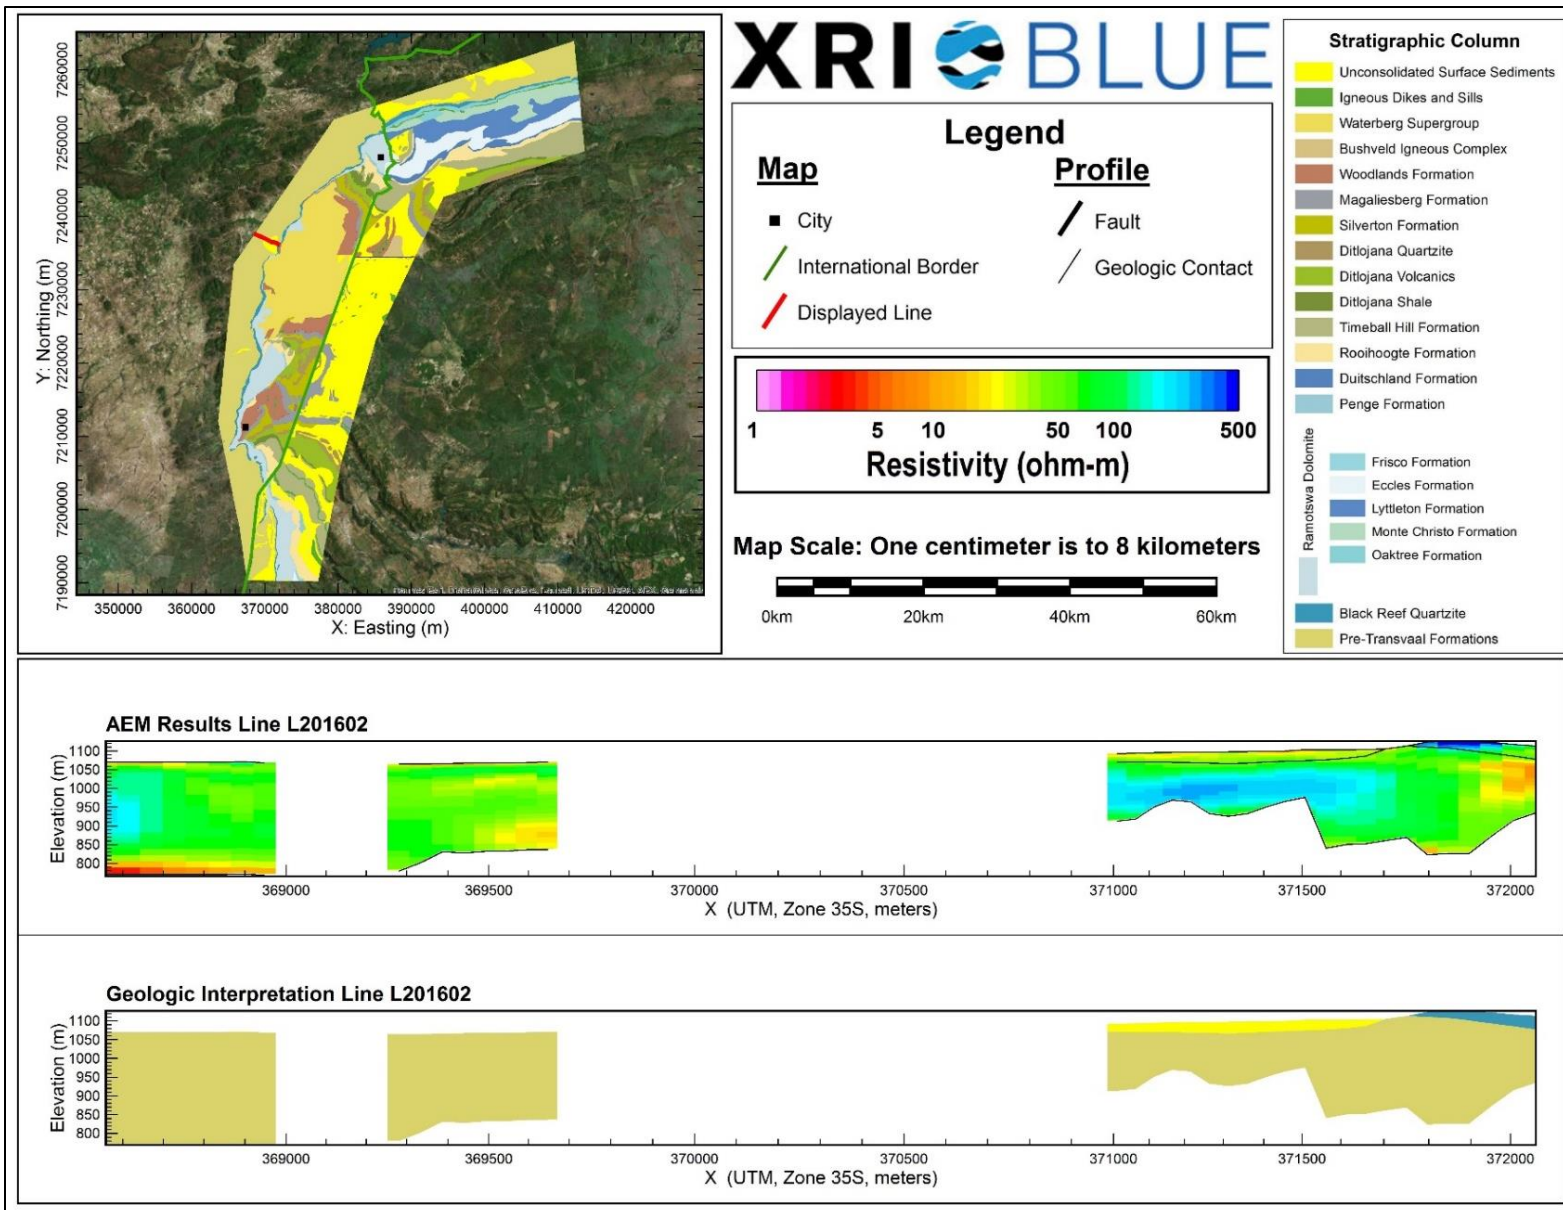 7260000
7250000
7240000
7230000
7220000
7210000
7200000
7190000
Y: Northing (m)
350000 360000 370000 380000 390000 400000 410000 420000
X: Easting (m)
XRI BLUE
Legend
Map
City
International Border
Displayed Line
Profile
Fault
Geologic Contact
1 5 10 50 100 500
Resistivity (ohm-m)
Map Scale: One centimeter is to 8 kilometers
0km 20km 40km 60km
Stratigraphic Column
Unconsolidated Surface Sediments
Igneous Dikes and Sills
Waterberg Supergroup
Bushveld Igneous Complex
Woodlands Formation
Magaliesberg Formation
Silverton Formation
Ditlojana Quartzite
Ditlojana Volcanics
Ditlojana Shale
Timeball Hill Formation
Rooihoogte Formation
Duitschland Formation
Penge Formation
Ramotswa Dolomite
Frisco Formation
Eccles Formation
Lyttleton Formation
Monte Christo Formation
Oaktree Formation
Black Reef Quartzite
Pre-Transvaal Formations
AEM Results Line L201602
Elevation (m)
1100
1050
1000
950
900
850
800
369000 369500 370000 370500 371000 371500 372000
X (UTM, Zone 35S, meters)
Geologic Interpretation Line L201602
Elevation (m)
1100
1050
1000
950
900
850
800
369000 369500 370000 370500 371000 371500 372000
X (UTM, Zone 35S, meters)